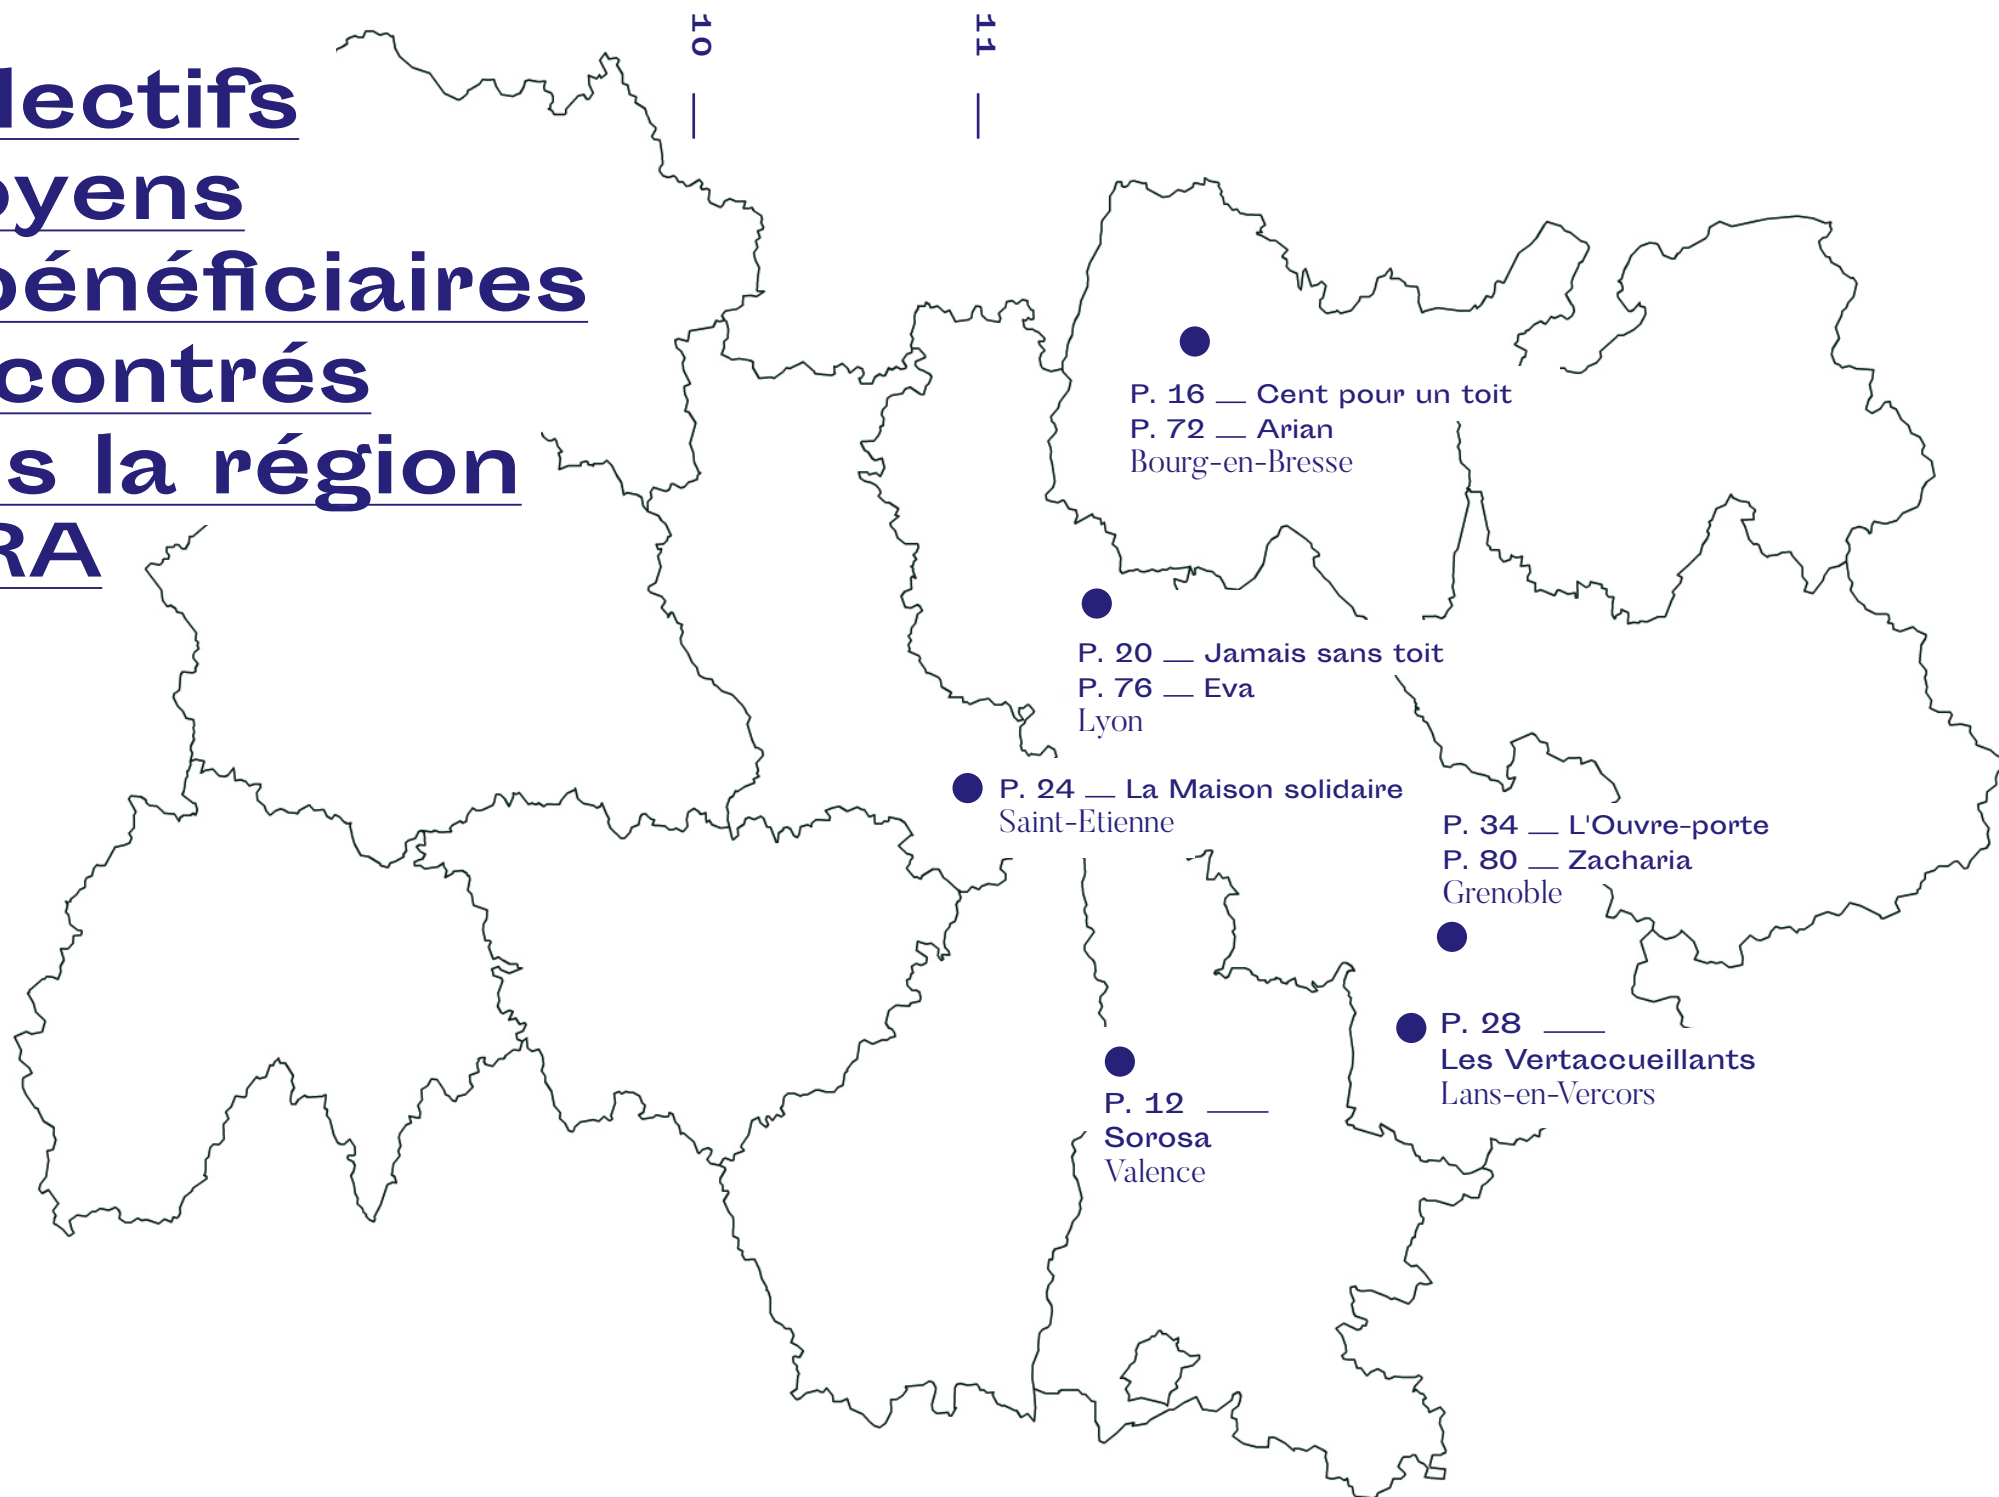 10
11
lectifs
oyens
bénéficiaires
contrés
s la région
RA
P. 16 __ Cent pour un toit
P. 72 __ Arian
Bourg-en-Bresse
P. 20 __ Jamais sans toit
P. 76 __ Eva
Lyon
P. 24 __ La Maison solidaire
Saint-Etienne
P. 34 __ L'Ouvre-porte
P. 80 __ Zacharia
Grenoble
P. 28 ____
Les Vertaccueillants
Lans-en-Vercors
P. 12 ____
Sorosa
Valence